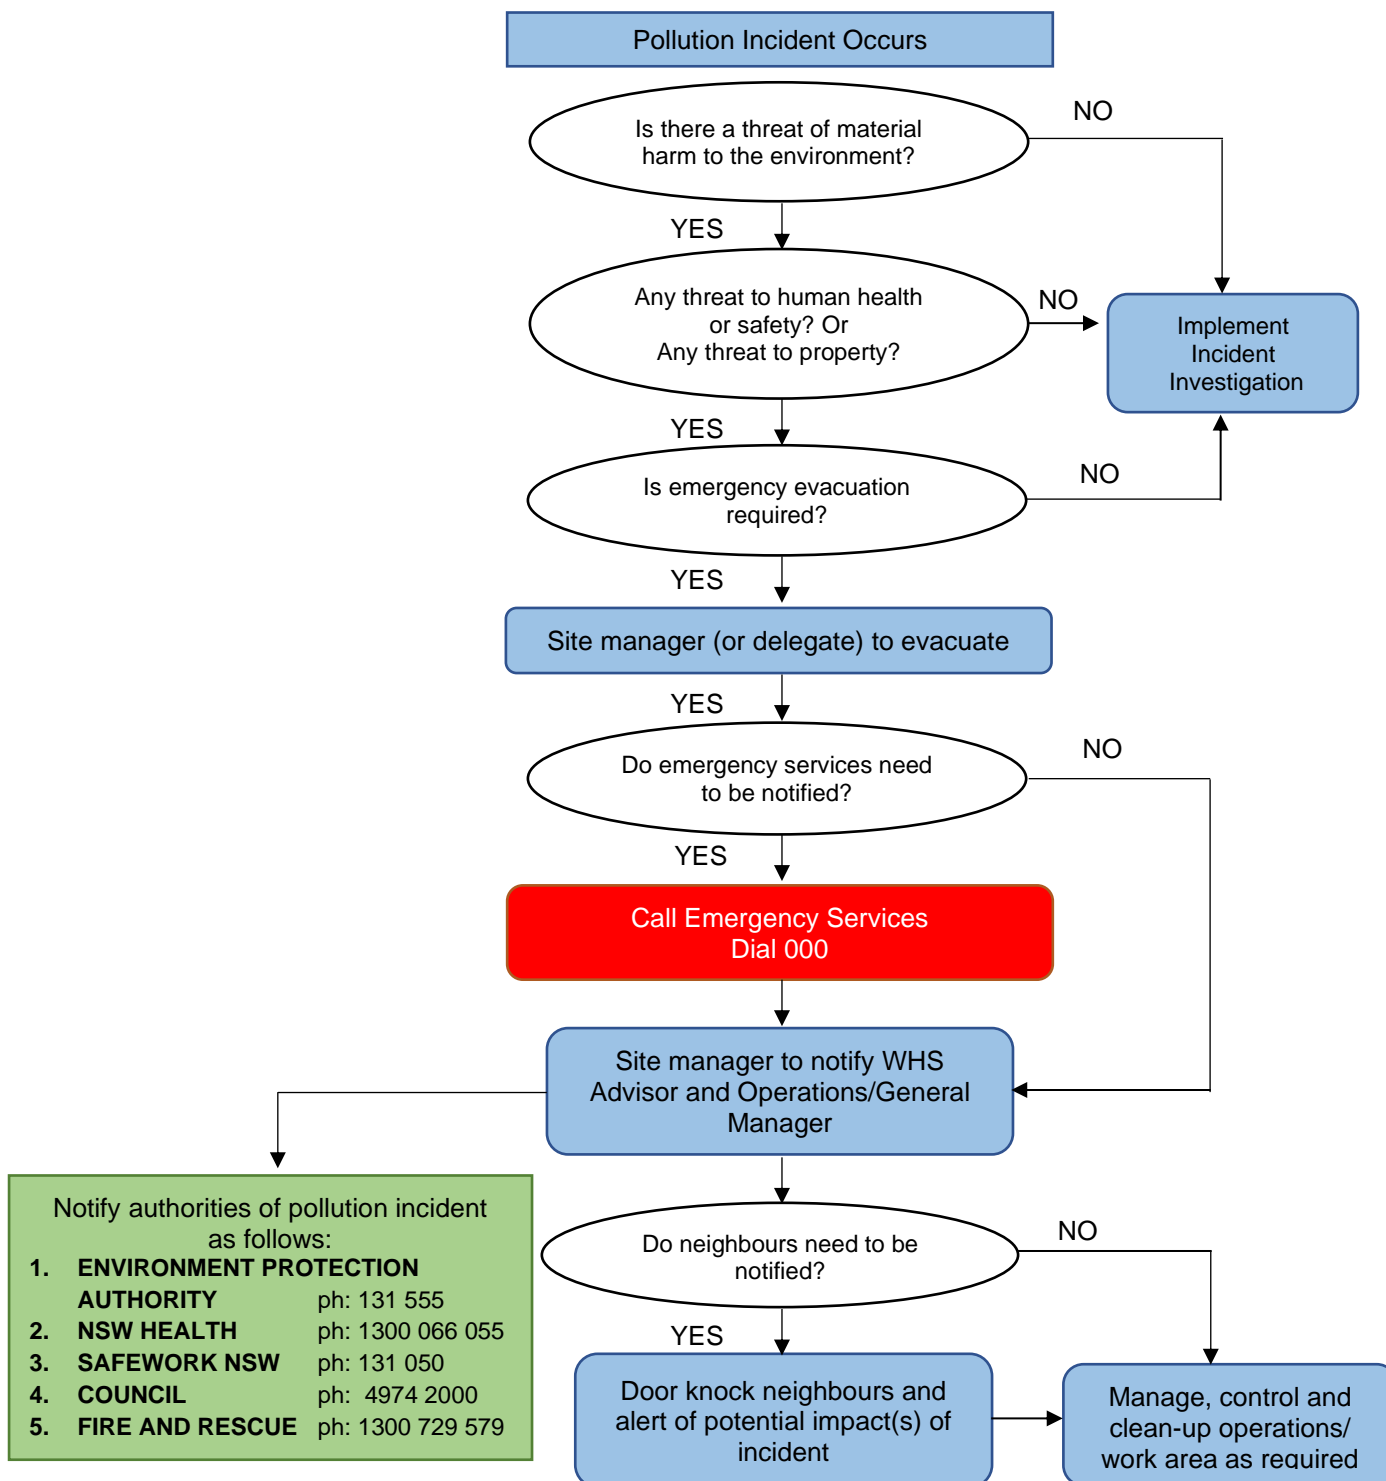 Pollution Incident Occurs
Is there a threat of material
harm to the environment?
NO
YES
Any threat to human health
or safety? Or
Any threat to property?
NO
Implement
Incident
Investigation
YES
Is emergency evacuation
required?
NO
YES
Site manager (or delegate) to evacuate
YES
Do emergency services need
to be notified?
NO
YES
Call Emergency Services
Dial 000
Site manager to notify WHS
Advisor and Operations/General
Manager
Notify authorities of pollution incident
as follows:
1. ENVIRONMENT PROTECTION
AUTHORITY ph: 131 555
2. NSW HEALTH ph: 1300 066 055
3. SAFEWORK NSW ph: 131 050
4. COUNCIL ph: 4974 2000
5. FIRE AND RESCUE ph: 1300 729 579
Do neighbours need to be
notified?
NO
YES
Door knock neighbours and
alert of potential impact(s) of
incident
Manage, control and
clean-up operations/
work area as required